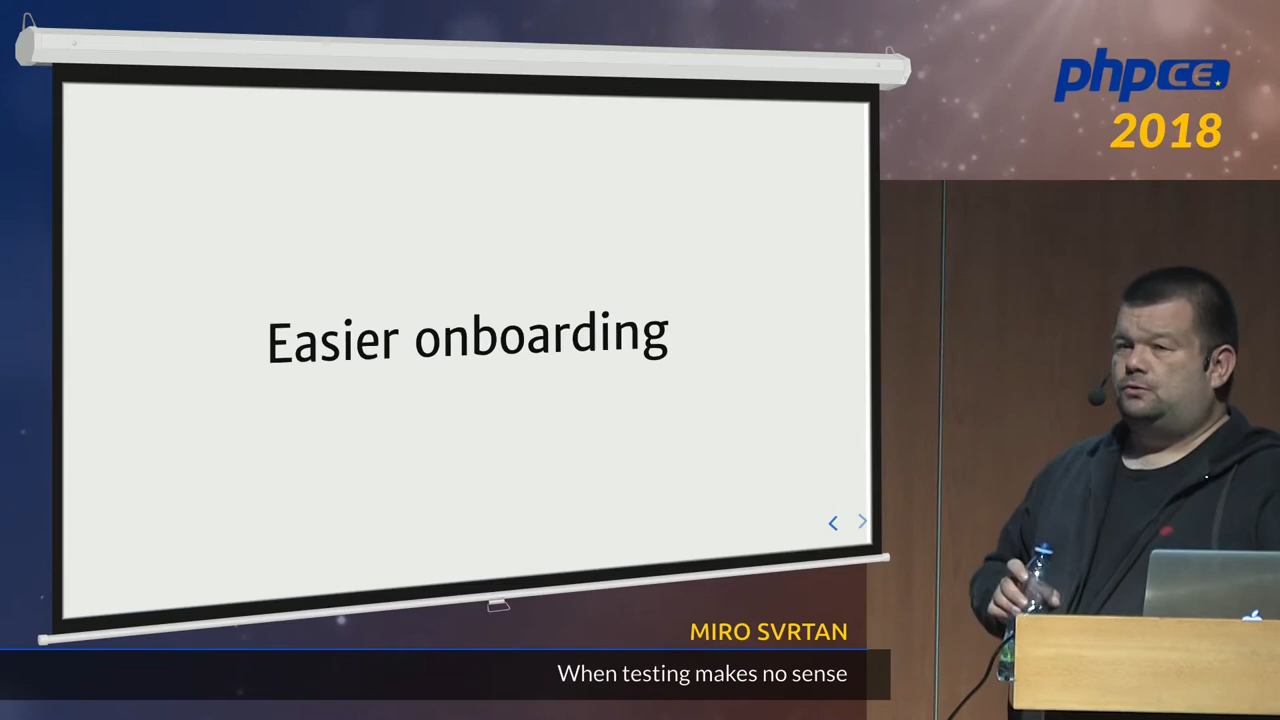 phpCE
2018
Easier onboarding
MIRO SVRTAN
When testing makes no sense